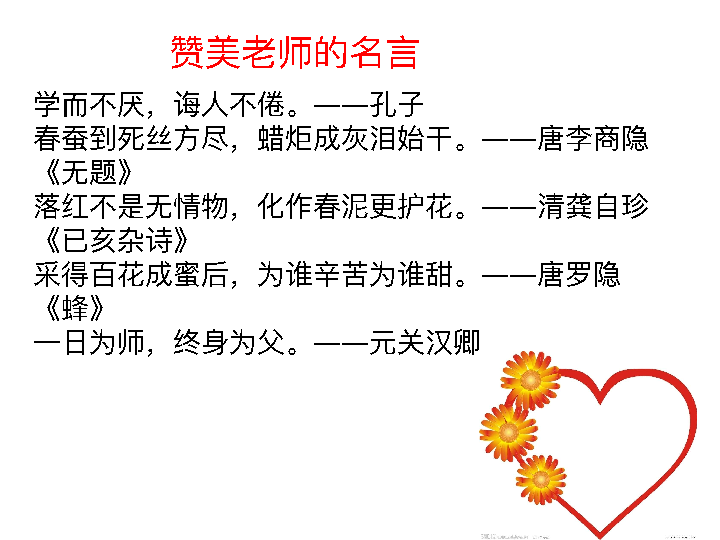 赞美老师的名言
学而不厌，诲人不倦。——孔子
春蚕到死丝方尽，蜡炬成灰泪始干。——唐李商隐
《无题》
落红不是无情物，化作春泥更护花。——清龚自珍
《已亥杂诗》
采得百花成蜜后，为谁辛苦为谁甜。——唐罗隐
《蜂》
一日为师，终身为父。——元关汉卿